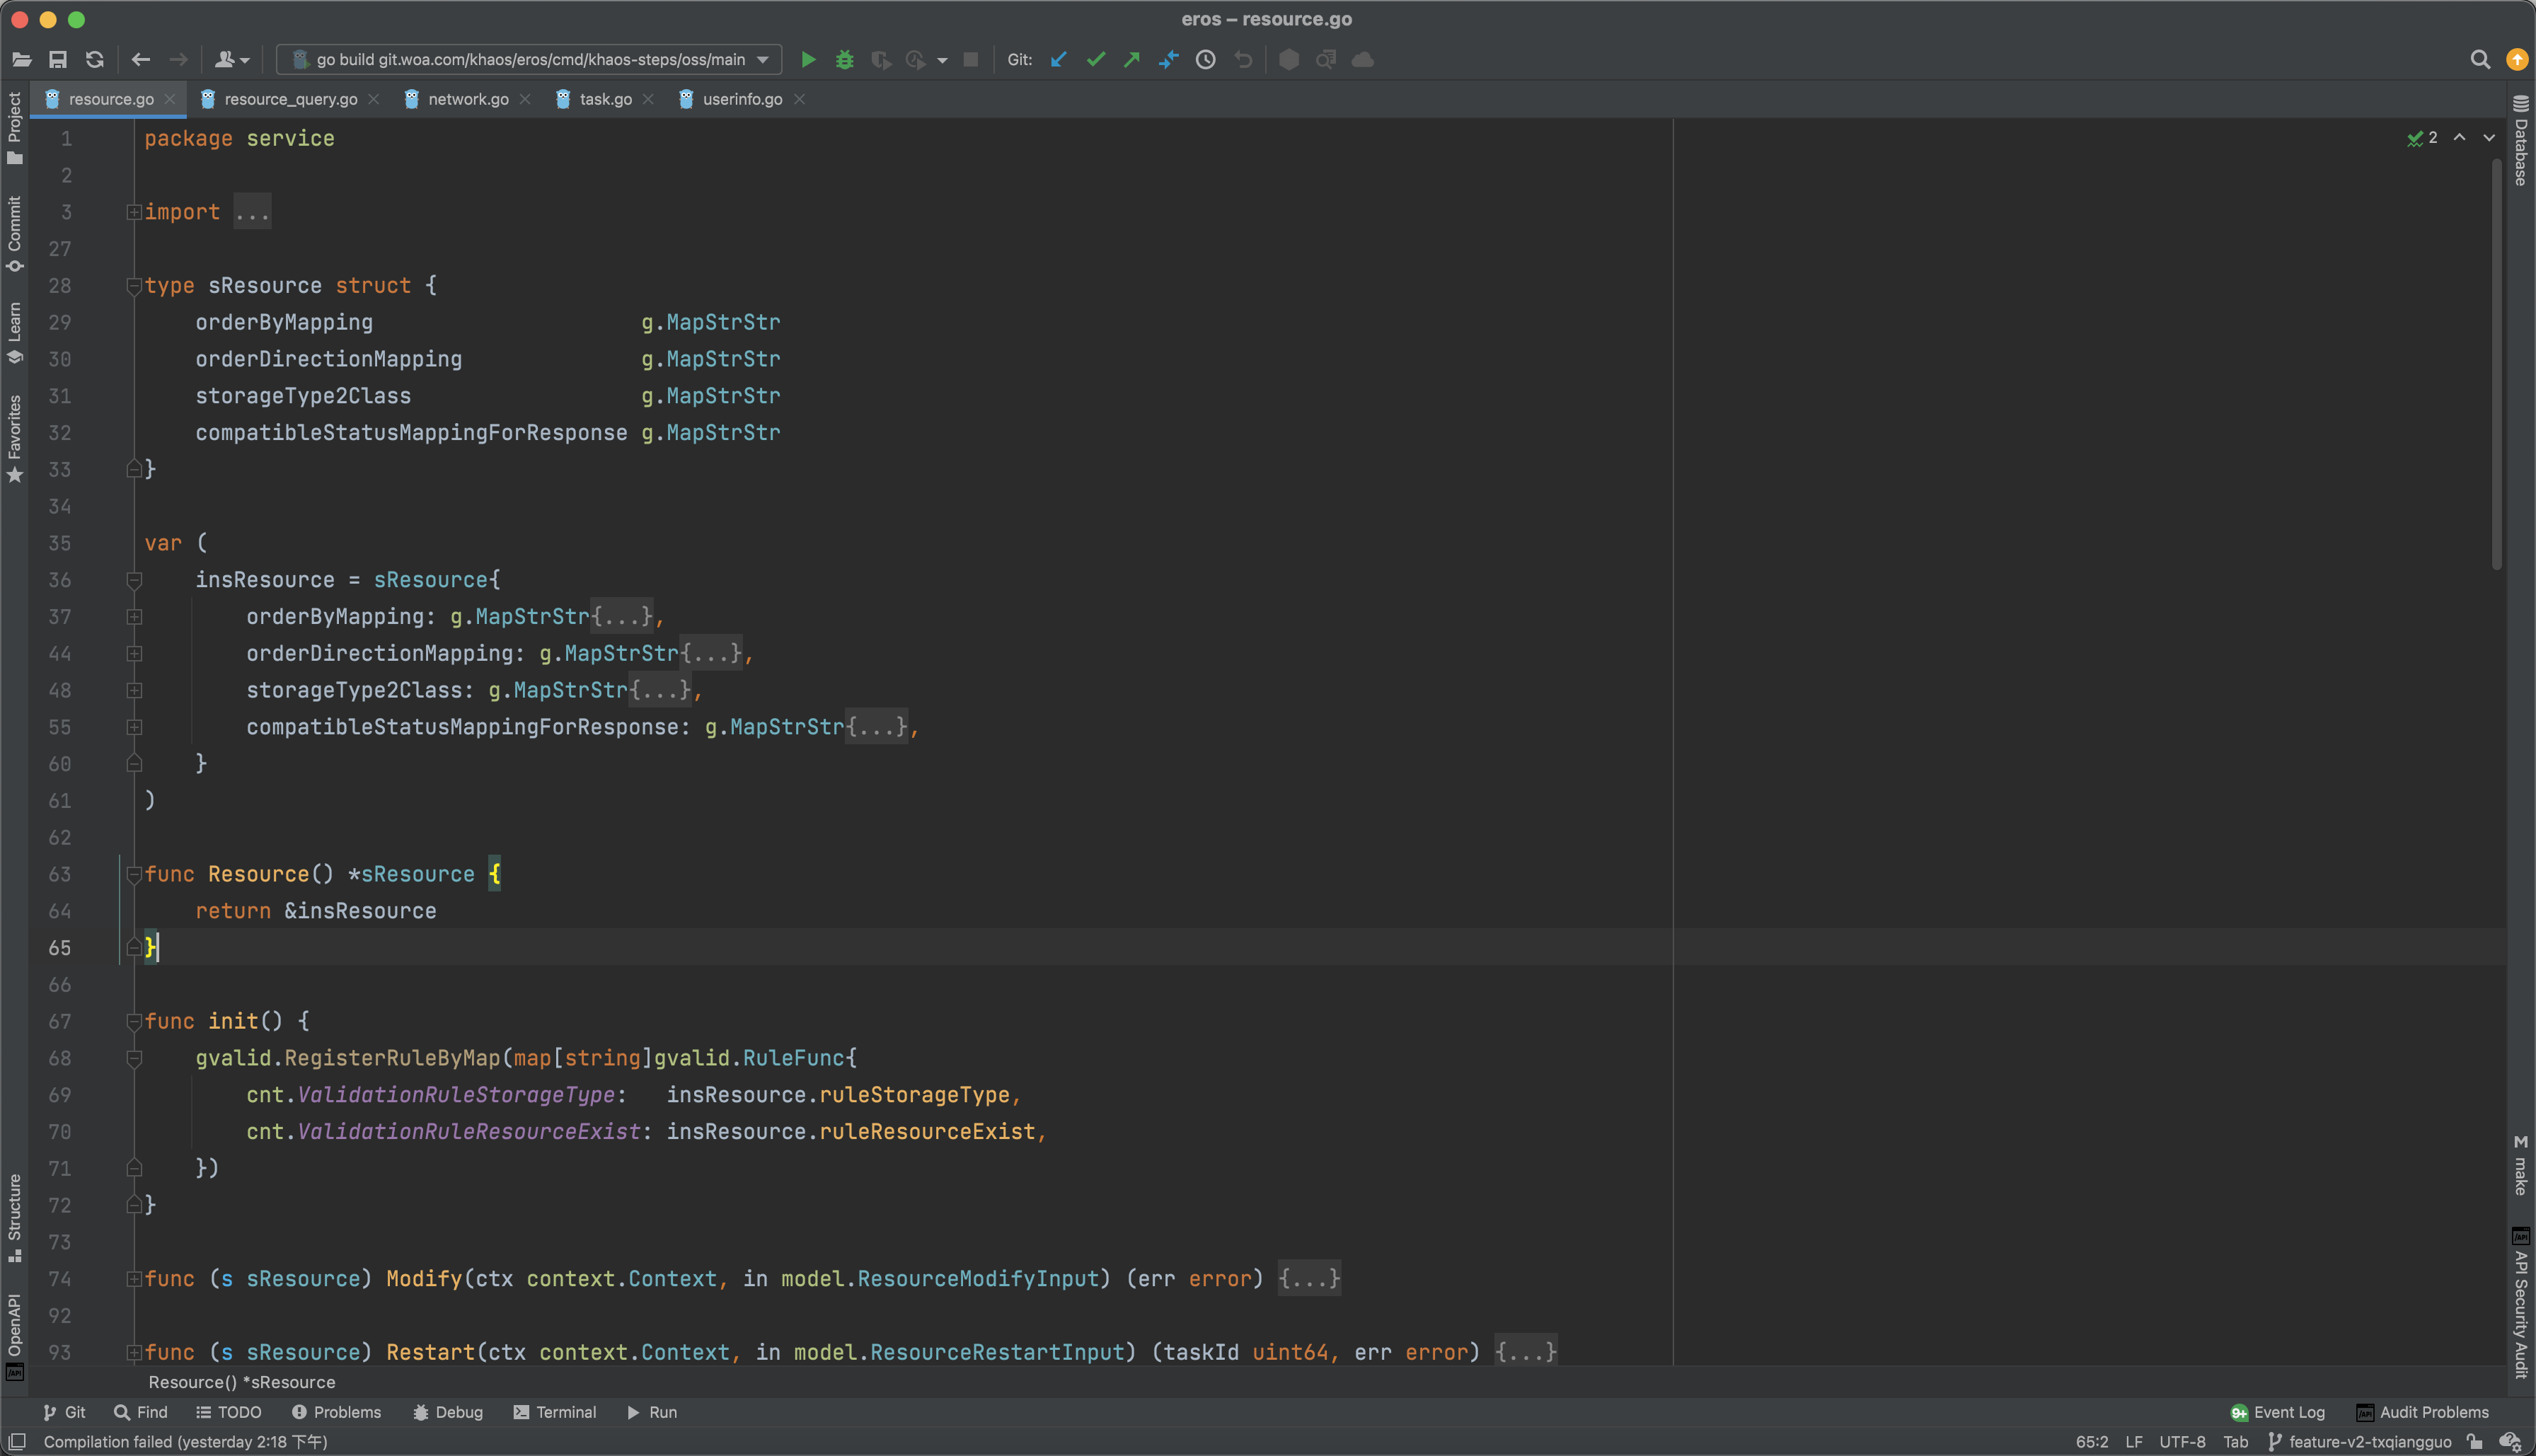 eros – resource.go
go build git.woa.com/khaos/eros/cmd/khaos-steps/oss/main
Git:
resource.go
resource_query.go
network.go
task.go
userinfo.go
Project
Commit
Learn
Favorites
Structure
OpenAPI
1 package service
2
3 import ...
27
28 type sResource struct {
29 orderByMapping g.MapStrStr
30 orderDirectionMapping g.MapStrStr
31 storageType2Class g.MapStrStr
32 compatibleStatusMappingForResponse g.MapStrStr
33 }
34
35 var (
36 insResource = sResource{
37 orderByMapping: g.MapStrStr{...},
44 orderDirectionMapping: g.MapStrStr{...},
48 storageType2Class: g.MapStrStr{...},
55 compatibleStatusMappingForResponse: g.MapStrStr{...},
60 }
61 )
62
63 func Resource() *sResource {
64 return &insResource
65 }
66
67 func init() {
68 gvalid.RegisterRuleByMap(map[string]gvalid.RuleFunc{
69 cnt.ValidationRuleStorageType: insResource.ruleStorageType,
70 cnt.ValidationRuleResourceExist: insResource.ruleResourceExist,
71 })
72 }
73
74 func (s sResource) Modify(ctx context.Context, in model.ResourceModifyInput) (err error) {...}
92
93 func (s sResource) Restart(ctx context.Context, in model.ResourceRestartInput) (taskId uint64, err error) {...}
2
Database
M make
API Security Audit
Resource() *sResource
Git
Find
TODO
Problems
Debug
Terminal
Run
9+ Event Log
Audit Problems
Compilation failed (yesterday 2:18 下午)
65:2
LF
UTF-8
Tab
feature-v2-txqiangguo